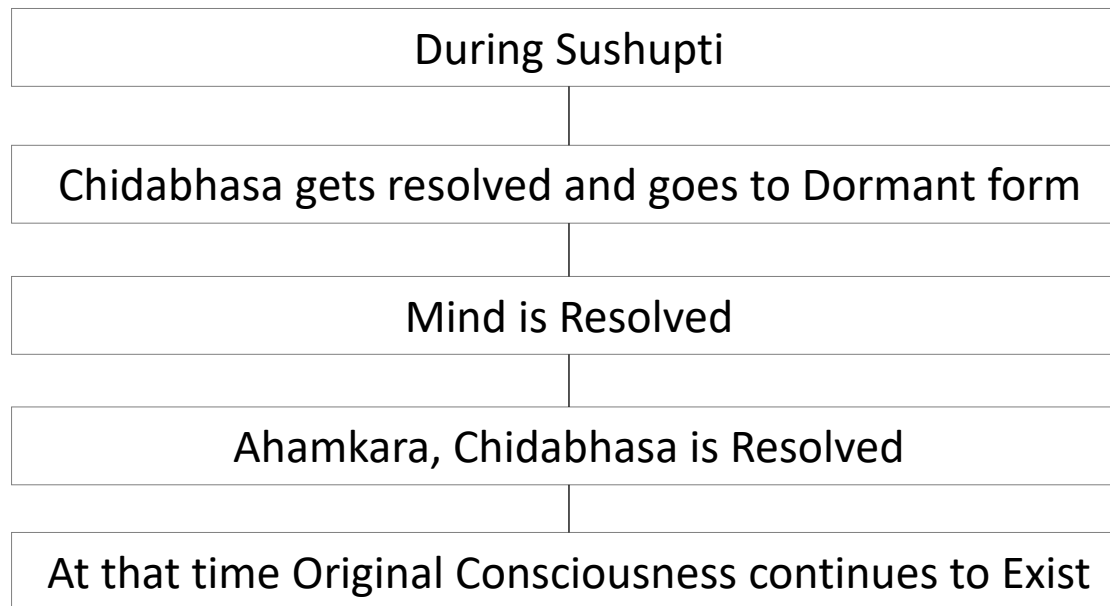 During Sushupti
Chidabhasa gets resolved and goes to Dormant form
Mind is Resolved
Ahamkara, Chidabhasa is Resolved
At that time Original Consciousness continues to Exist